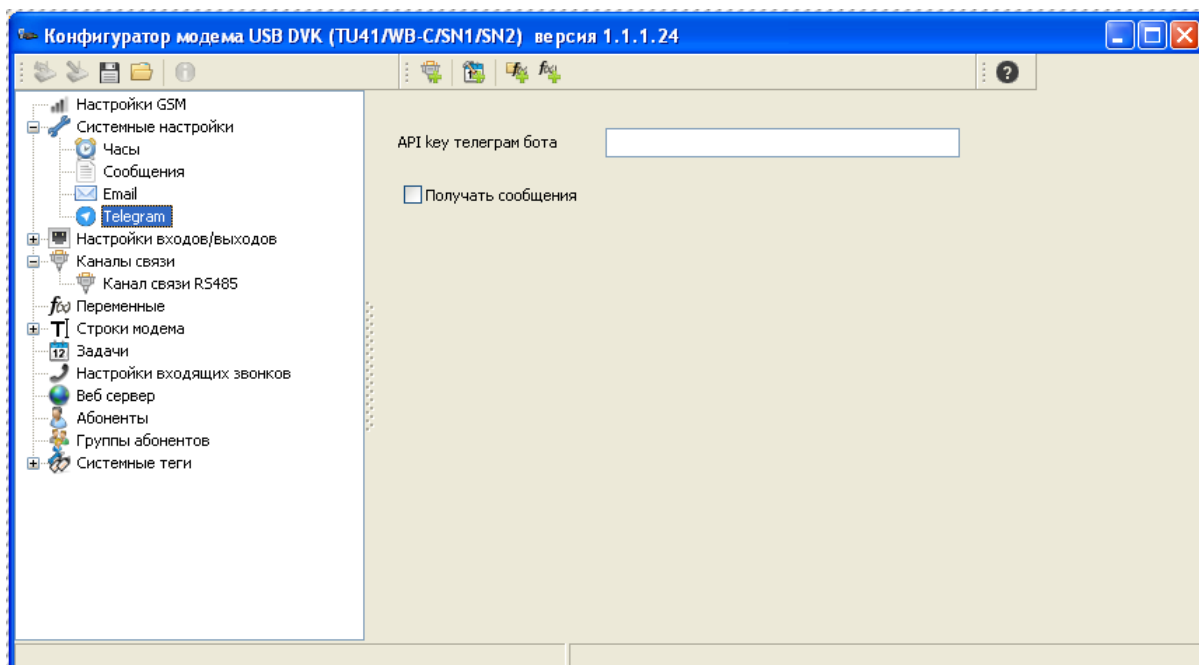 Конфигуратор модема USB DVK (TU41/WB-C/SN1/SN2) версия 1.1.1.24
Настройки GSM
Системные настройки
Часы
Сообщения
Email
Telegram
Настройки входов/выходов
Каналы связи
Канал связи RS485
f(x) Переменные
Строки модема
12 Задачи
Настройки входящих звонков
Веб сервер
Абоненты
Группы абонентов
Системные теги
API key телеграм бота
Получать сообщения